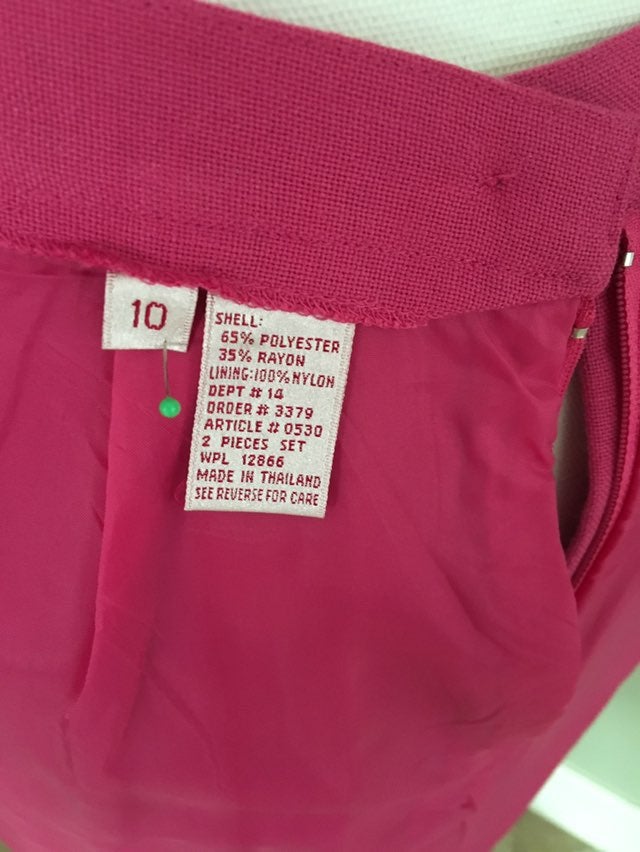 10
SHELL:
65% POLYESTER
35% RAYON
LINING:100%NYLON
DEPT # 14
ORDER # 3379
ARTICLE # 0530
2 PIECES SET
WPL 12866
MADE IN THAILAND
SEE REVERSE FOR CARE